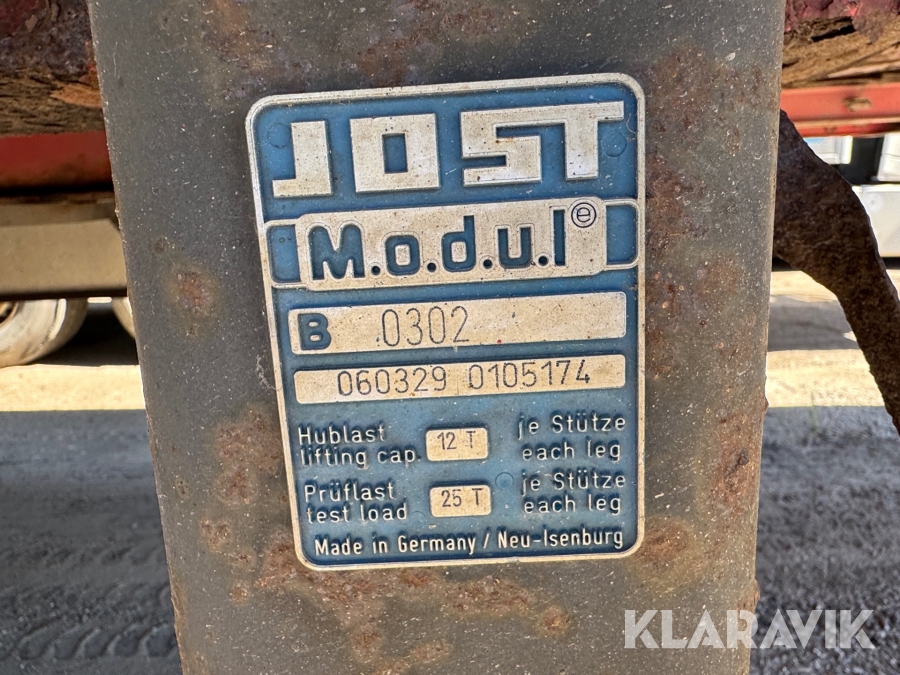 JOST
M.o.d.u.l ⓔ
B 0302
060329 0105174
Hublast 12 T je Stütze
lifting cap. each leg
Prüflast 25 T je Stütze
test load each leg
Made in Germany / Neu-Isenburg
KLARAVIK